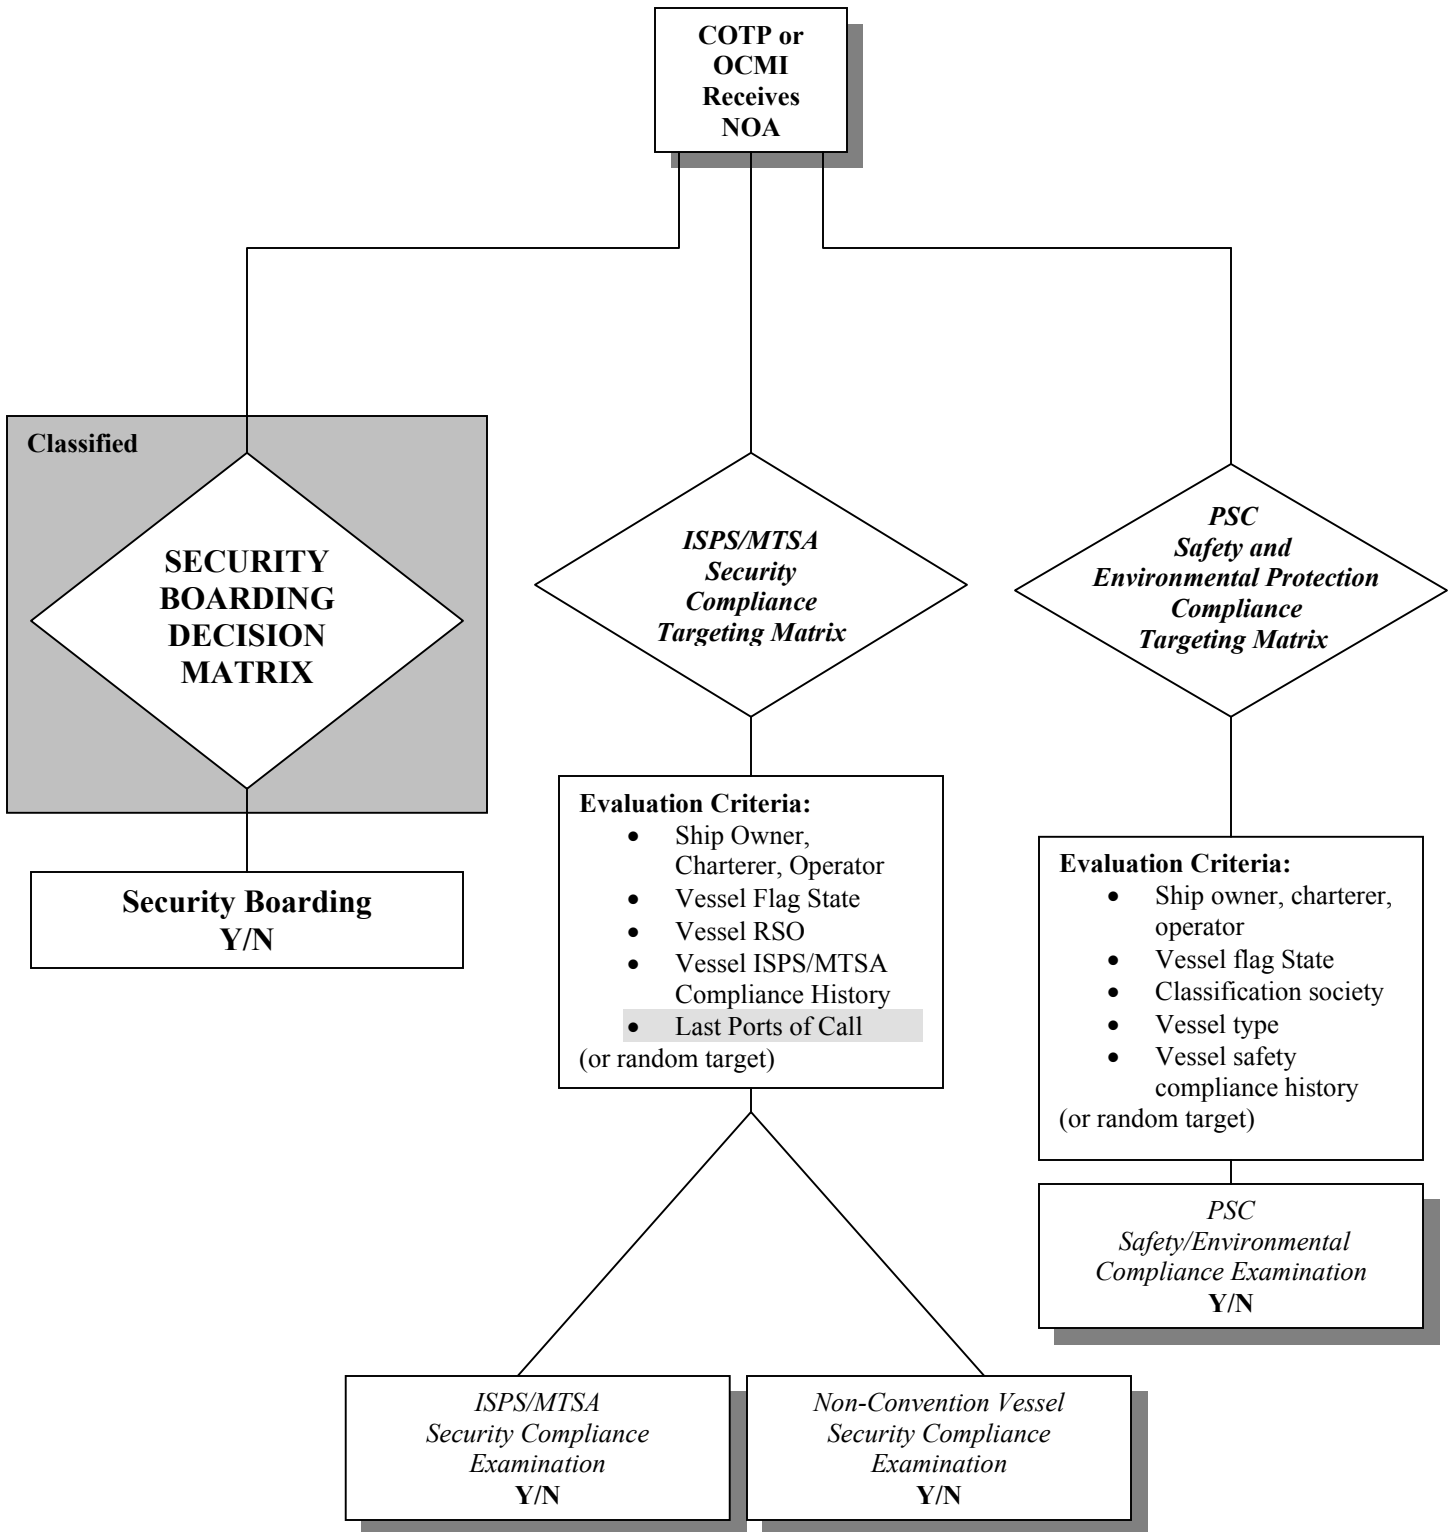 COTP or
OCMI
Receives
NOA
Classified
SECURITY
BOARDING
DECISION
MATRIX
Security Boarding
Y/N
ISPS/MTSA
Security
Compliance
Targeting Matrix
Evaluation Criteria:
• Ship Owner,
Charterer, Operator
• Vessel Flag State
• Vessel RSO
• Vessel ISPS/MTSA
Compliance History
• Last Ports of Call
(or random target)
ISPS/MTSA
Security Compliance
Examination
Y/N
Non-Convention Vessel
Security Compliance
Examination
Y/N
PSC
Safety and
Environmental Protection
Compliance
Targeting Matrix
Evaluation Criteria:
• Ship owner, charterer,
operator
• Vessel flag State
• Classification society
• Vessel type
• Vessel safety
compliance history
(or random target)
PSC
Safety/Environmental
Compliance Examination
Y/N